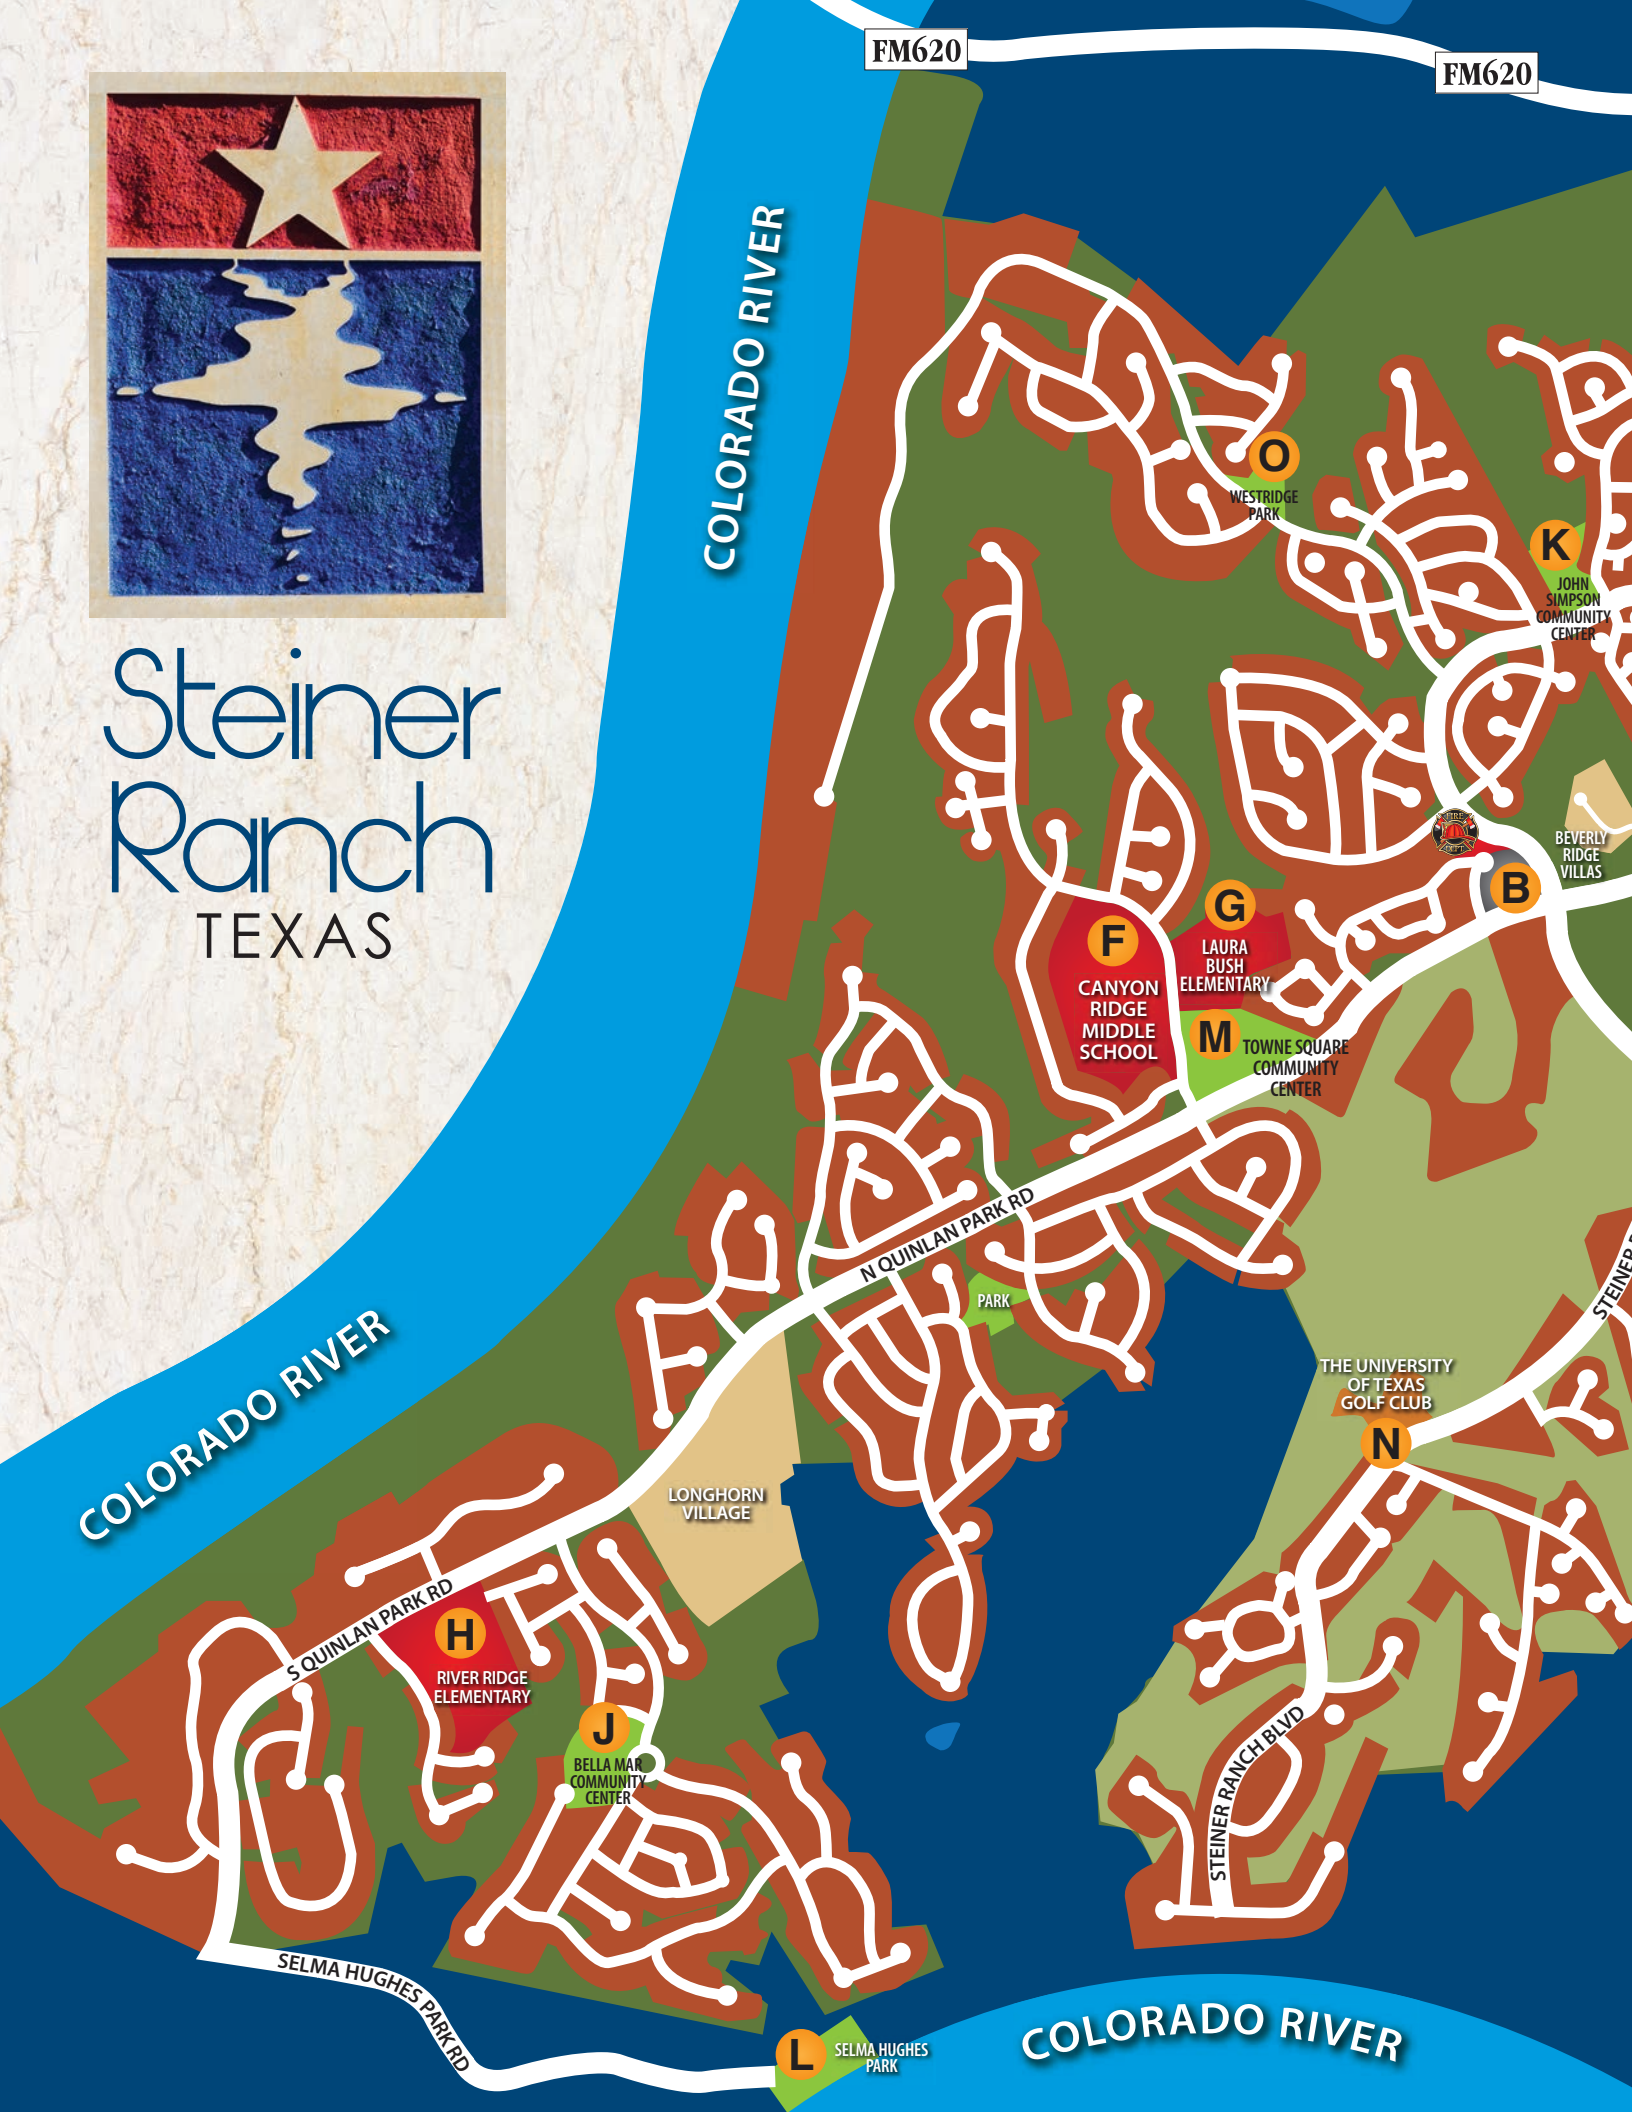 FM620
FM620
Steiner
Ranch
TEXAS
COLORADO RIVER
O
WESTRIDGE
PARK
K
JOHN
SIMPSON
COMMUNITY
CENTER
FIRE
DEPT
BEVERLY
RIDGE
VILLAS
B
G
LAURA
BUSH
ELEMENTARY
F
CANYON
RIDGE
MIDDLE
SCHOOL
M
TOWNE SQUARE
COMMUNITY
CENTER
N QUINLAN PARK RD
PARK
STEINER
COLORADO RIVER
THE UNIVERSITY
OF TEXAS
GOLF CLUB
N
LONGHORN
VILLAGE
S QUINLAN PARK RD
H
RIVER RIDGE
ELEMENTARY
J
BELLA MAR
COMMUNITY
CENTER
STEINER RANCH BLVD
SELMA HUGHES PARK RD
L
SELMA HUGHES
PARK
COLORADO RIVER